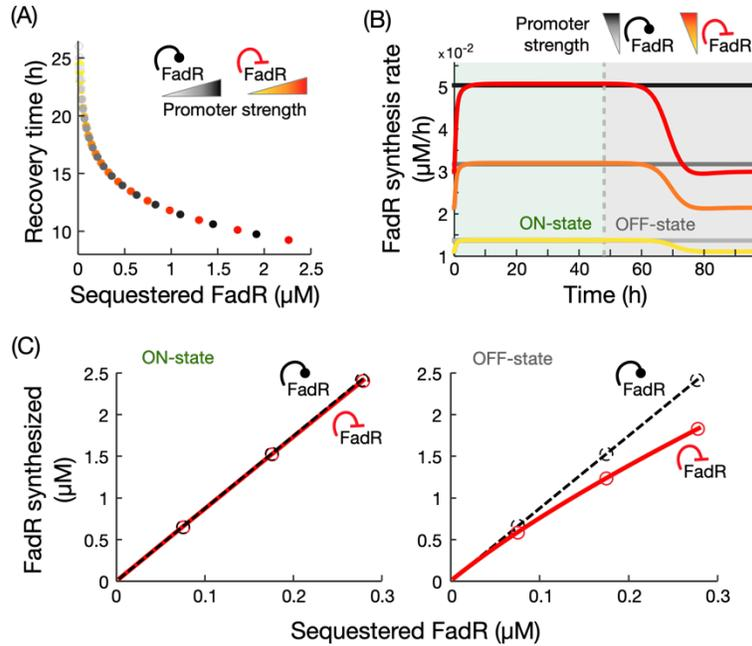 (A)
Recovery time (h)
25
20
15
10
FadR
FadR
Promoter strength
0
0.5
1
1.5
2
2.5
Sequestered FadR (µM)
(B)
Promoter
strength
FadR
FadR
x10-2
FadR synthesis rate
(µM/h)
5
4
3
2
1
ON-state
OFF-state
0
20
40
60
80
Time (h)
(C)
ON-state
FadR synthesized
(µM)
2.5
2
1.5
1
0.5
0
FadR
FadR
0
0.1
0.2
0.3
OFF-state
2.5
2
1.5
1
0.5
0
FadR
FadR
0
0.1
0.2
0.3
Sequestered FadR (µM)